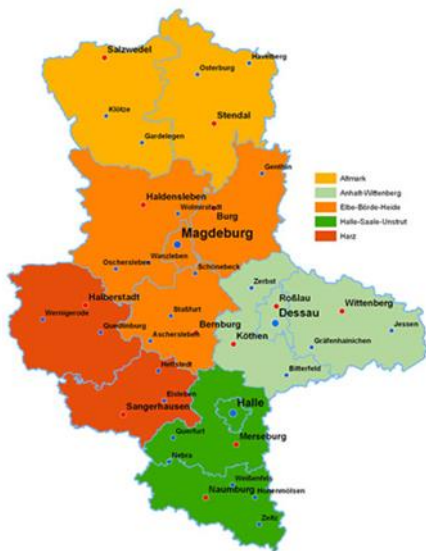 Salzwedel
Havelberg
Osterburg
Klötze
Stendal
Gardelegen
Genthin
Haldensleben
Wolmirstedt
Burg
Magdeburg
Wanzleben
Oschersleben
Schönebeck
Altmark
Anhalt-Wittenberg
Elbe-Börde-Heide
Halle-Saale-Unstrut
Harz
Zerbst
Halberstadt
Roßlau
Wittenberg
Wernigerode
Staßfurt
Dessau
Quedlinburg
Bernburg
Jessen
Aschersleben
Köthen
Gräfenhainichen
Hettstedt
Bitterfeld
Eisleben
Sangerhausen
Halle
Querfurt
Merseburg
Nebra
Weißenfels
Naumburg
Hohenmölsen
Zeitz